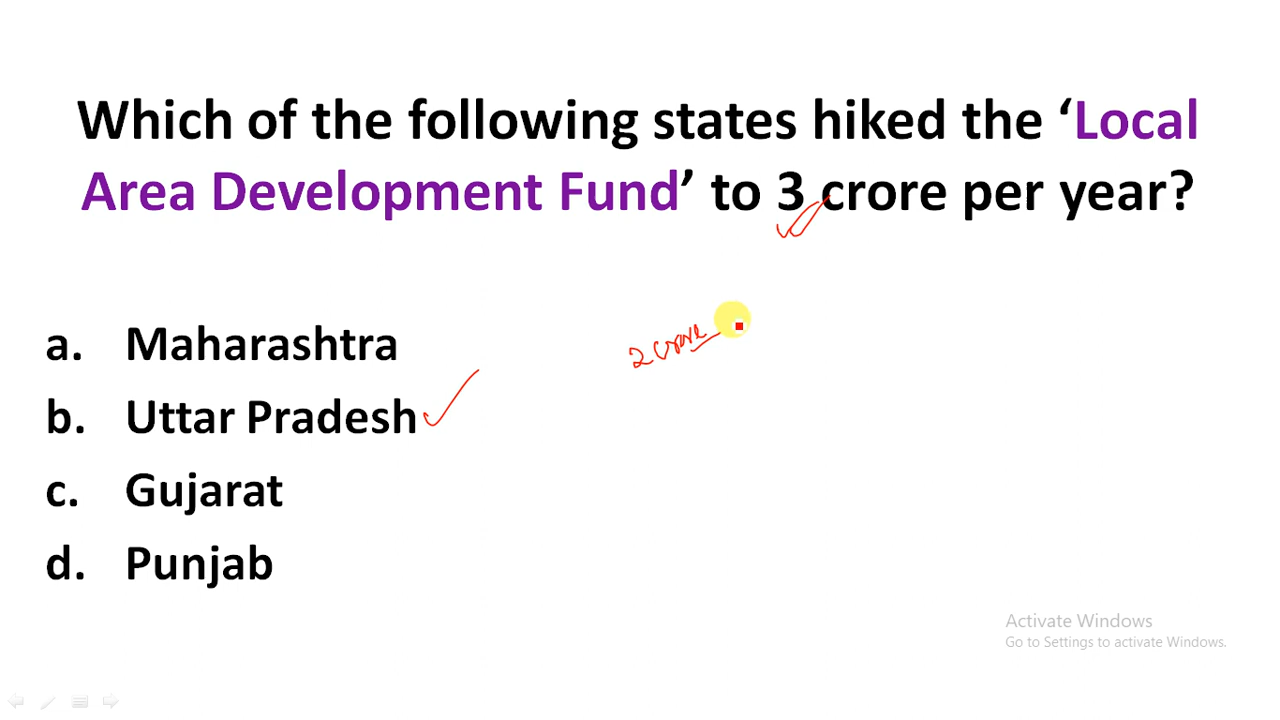 Which of the following states hiked the ‘Local
Area Development Fund’ to 3 crore per year?
a. Maharashtra
2 crore
b. Uttar Pradesh
c. Gujarat
d. Punjab
Activate Windows
Go to Settings to activate Windows.